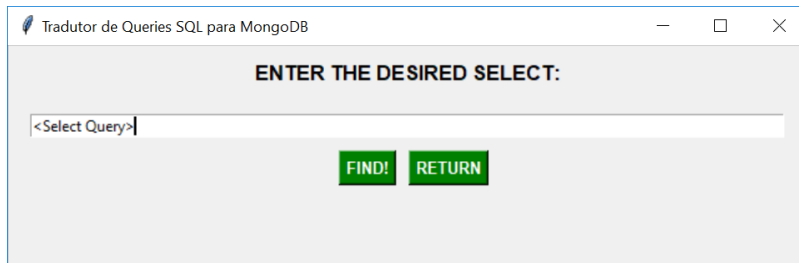 Tradutor de Queries SQL para MongoDB
ENTER THE DESIRED SELECT:
<Select Query>
FIND! RETURN